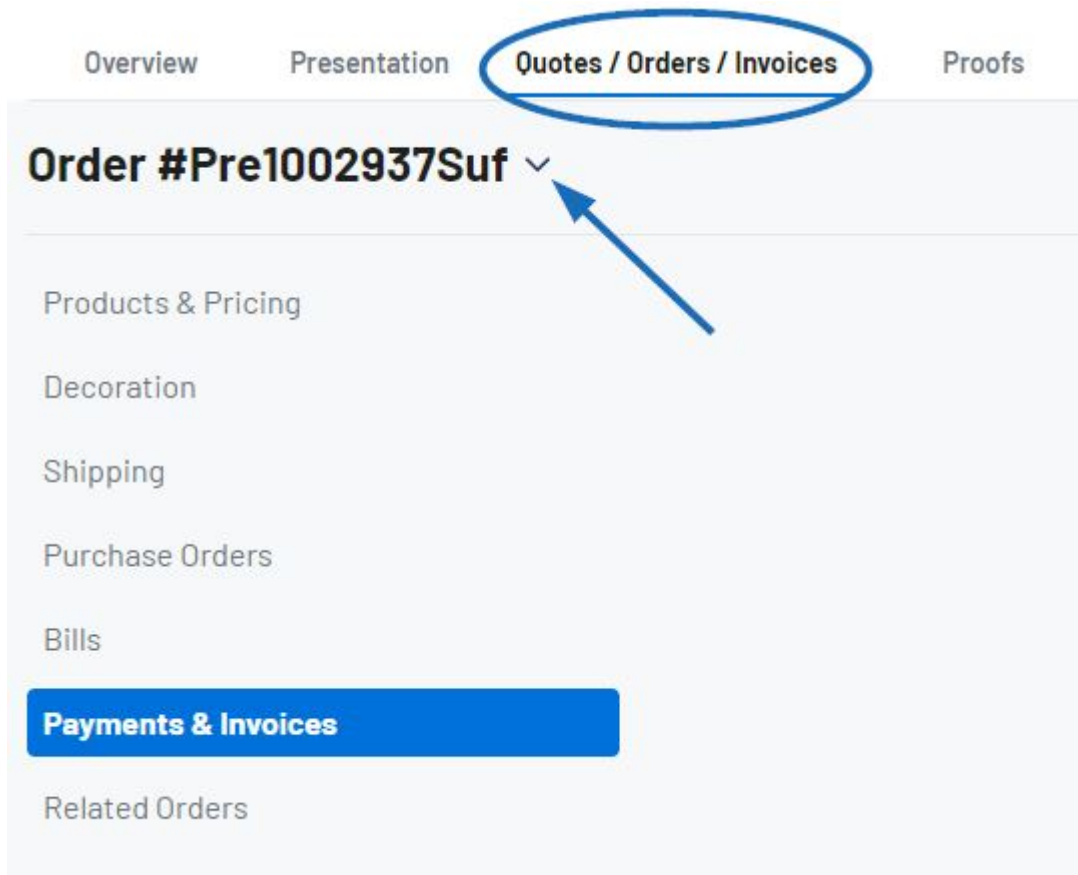 Overview Presentation Quotes / Orders / Invoices Proofs
Order #Pre1002937Suf
Products & Pricing
Decoration
Shipping
Purchase Orders
Bills
Payments & Invoices
Related Orders